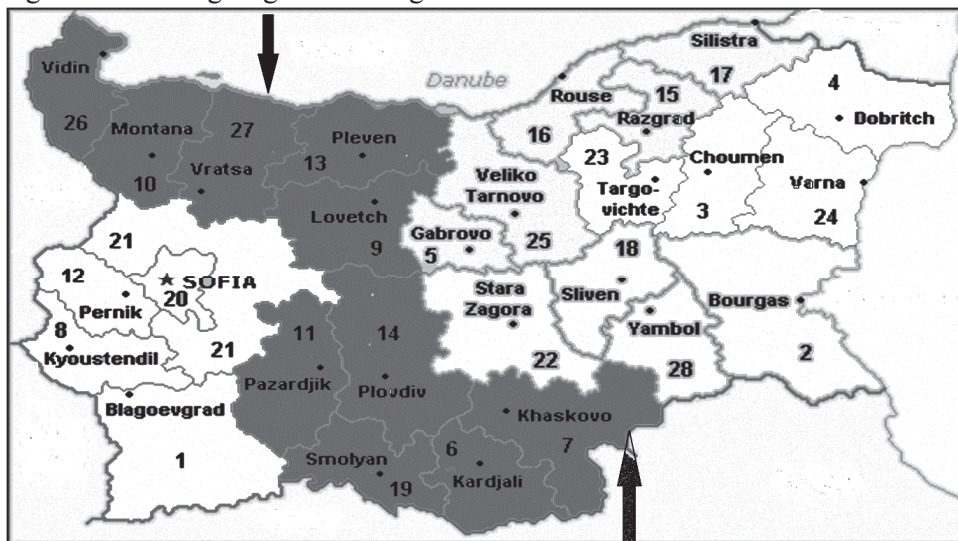 Silistra
17
4
Vidin
Danube
Rouse
15
Dobritch
26
Montana
27
Pleven
16
Razgrad
13
23
Choumen
10
Vratsa
Veliko
Tarnovo
Targo-
vichte
Varna
3
24
Lovetch
21
Gabrovo
25
18
9
5
12
SOFIA
20
Pernik
Stara
Zagora
Sliven
Bourgas
8
Kyoustendil
21
11
14
Yambol
2
22
28
Pazardjik
Plovdiv
Blagoevgrad
Khaskovo
1
Smolyan
6
7
19
Kardjali